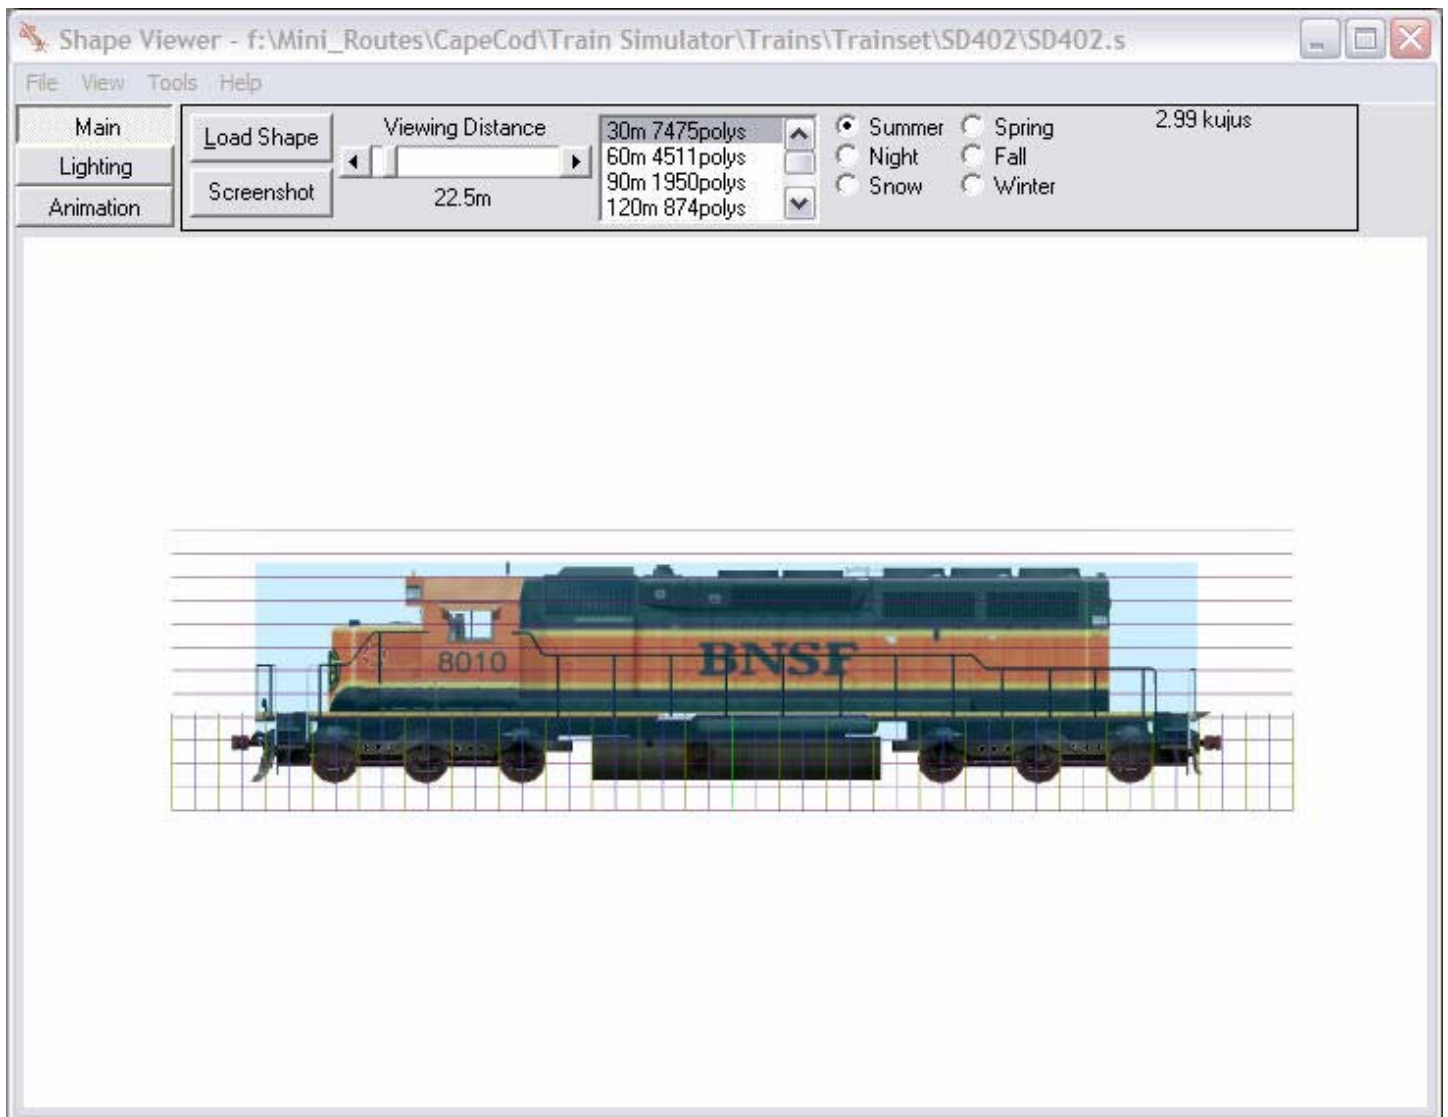 Shape Viewer - f:\Mini_Routes\CapeCod\Train Simulator\Trains\Trainset\SD402\SD402.s
File View Tools Help
Main
Lighting
Animation
Load Shape
Screenshot
Viewing Distance
22.5m
30m 7475polys
60m 4511polys
90m 1950polys
120m 874polys
Summer Spring
Night Fall
Snow Winter
2.99 kujus
8010
BNSF